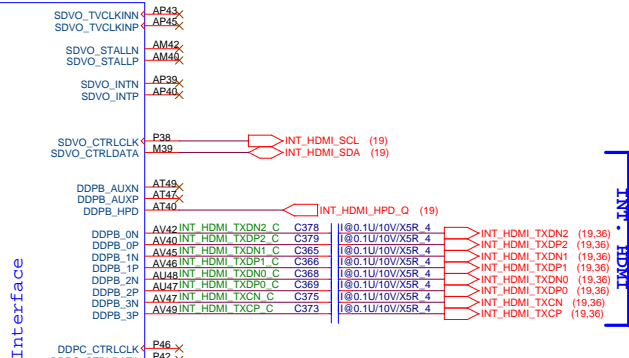 SDVO_TVCLKINN AP43
SDVO_TVCLKINP AP45
SDVO_STALLN AM42
SDVO_STALLP AM40
SDVO_INTN AP39
SDVO_INTP AP40
SDVO_CTRLCLK P38 INT_HDMI_SCL (19)
SDVO_CTRLDATA M39 INT_HDMI_SDA (19)
DDPB_AUXN AT49
DDPB_AUXP AT47
DDPB_HPD AT40 INT_HDMI_HPD_Q (19)
DDPB_0N AV42 INT_HDMI_TXDN2_C C378 I@0.1U/10V/X5R_4 INT_HDMI_TXDN2 (19,36)
DDPB_0P AV40 INT_HDMI_TXDP2_C C379 I@0.1U/10V/X5R_4 INT_HDMI_TXDP2 (19,36)
DDPB_1N AV45 INT_HDMI_TXDN1_C C365 I@0.1U/10V/X5R_4 INT_HDMI_TXDN1 (19,36)
DDPB_1P AV46 INT_HDMI_TXDP1_C C366 I@0.1U/10V/X5R_4 INT_HDMI_TXDP1 (19,36)
DDPB_2N AU48 INT_HDMI_TXDN0_C C368 I@0.1U/10V/X5R_4 INT_HDMI_TXDN0 (19,36)
DDPB_2P AU47 INT_HDMI_TXDP0_C C369 I@0.1U/10V/X5R_4 INT_HDMI_TXDP0 (19,36)
DDPB_3N AV47 INT_HDMI_TXCN_C C375 I@0.1U/10V/X5R_4 INT_HDMI_TXCN (19,36)
DDPB_3P AV49 INT_HDMI_TXCP_C C373 I@0.1U/10V/X5R_4 INT_HDMI_TXCP (19,36)
INT. HDMI
Interface
DDPC_CTRLCLK P46
P42